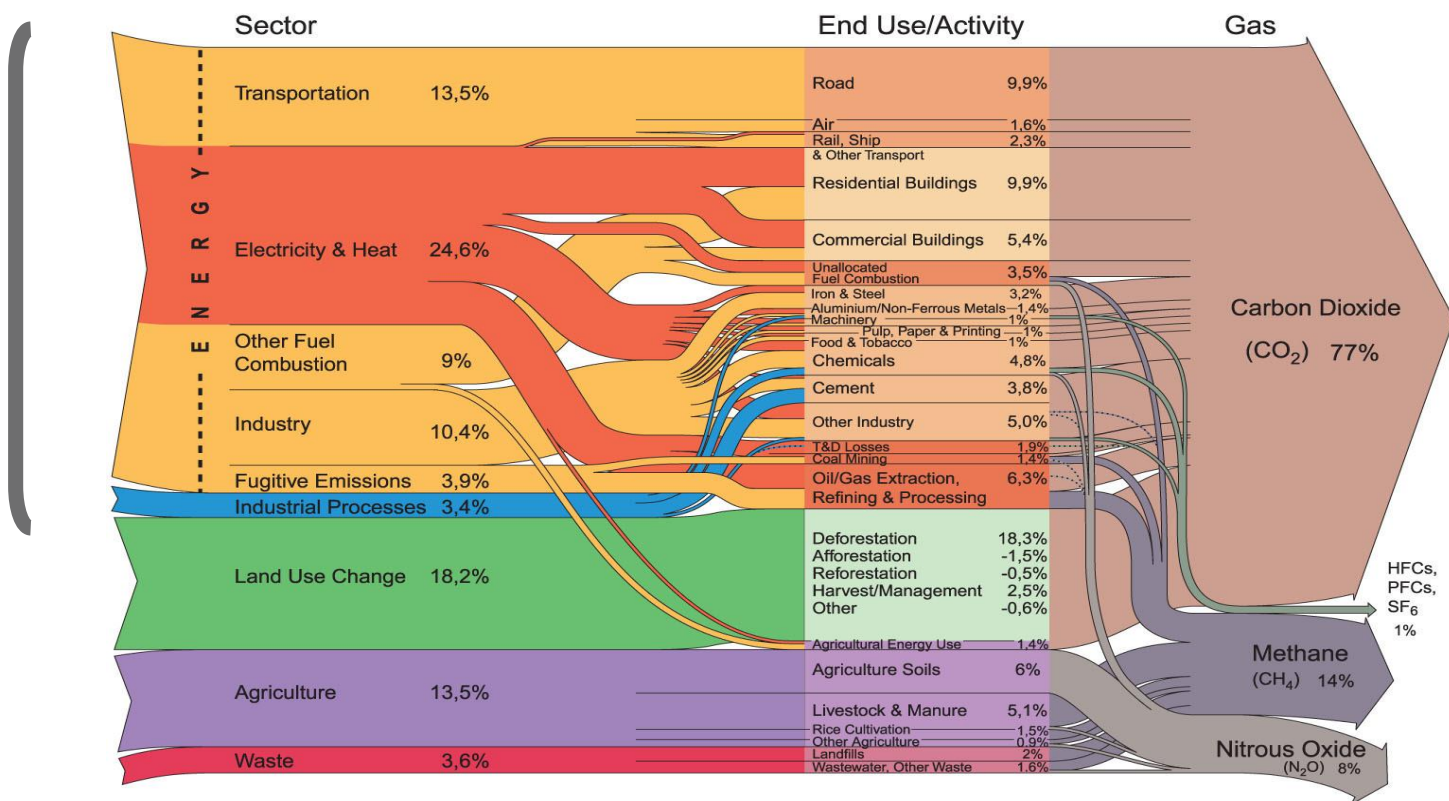 Sector
End Use/Activity
Gas
ENERGY
Transportation 13,5%
Electricity & Heat 24,6%
Other Fuel
Combustion 9%
Industry 10,4%
Fugitive Emissions 3,9%
Industrial Processes 3,4%
Land Use Change 18,2%
Agriculture 13,5%
Waste 3,6%
Road 9,9%
Air 1,6%
Rail, Ship 2,3%
& Other Transport
Residential Buildings 9,9%
Commercial Buildings 5,4%
Unallocated
Fuel Combustion 3,5%
Iron & Steel 3,2%
Aluminium/Non-Ferrous Metals 1,4%
Machinery 1%
Pulp, Paper & Printing 1%
Food & Tobacco 1%
Chemicals 4,8%
Cement 3,8%
Other Industry 5,0%
T&D Losses 1,9%
Coal Mining 1,4%
Oil/Gas Extraction, 6,3%
Refining & Processing
Deforestation 18,3%
Afforestation -1,5%
Reforestation -0,5%
Harvest/Management 2,5%
Other -0,6%
Agricultural Energy Use 1,4%
Agriculture Soils 6%
Livestock & Manure 5,1%
Rice Cultivation 1,5%
Other Agriculture 0,9%
Landfills 2%
Wastewater, Other Waste 1,6%
Carbon Dioxide
(CO₂) 77%
HFCs,
PFCs,
SF₆
1%
Methane
(CH₄) 14%
Nitrous Oxide
(N₂O) 8%